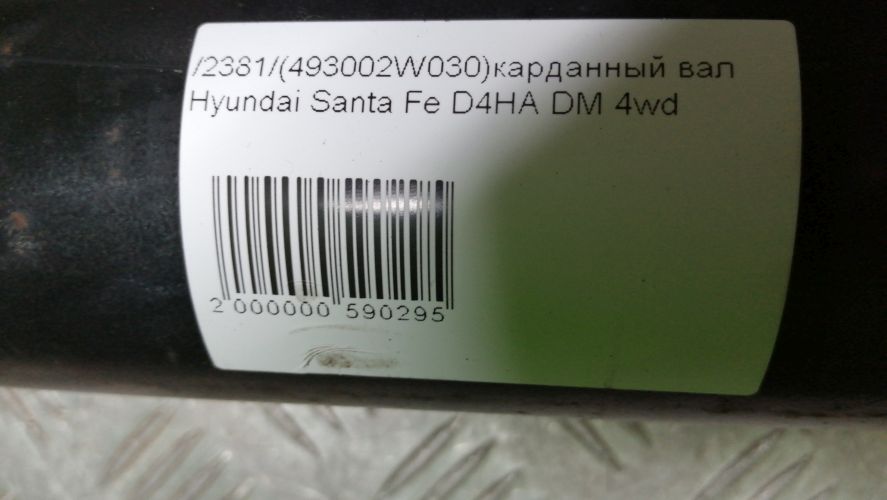 /2381/(493002W030)карданный вал
Hyundai Santa Fe D4HA DM 4wd
2 000000 590295